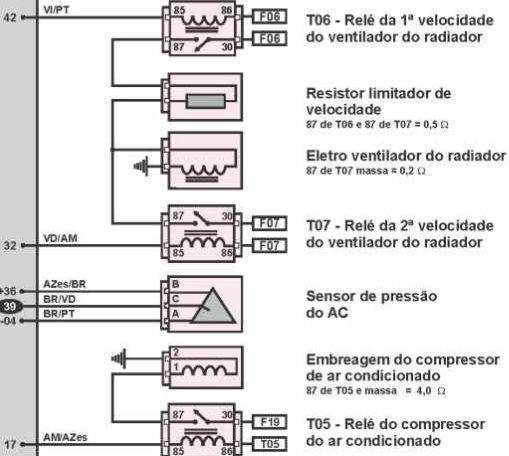 42 VI/PT 85 86 F06 T06 - Relé da 1ª velocidade
87 30 F06 do ventilador do radiador
Resistor limitador de
velocidade
87 de T06 e 87 de T07 = 0,5 Ω
Eletro ventilador do radiador
87 de T07 massa = 0,2 Ω
87 30 F07 T07 - Relé da 2ª velocidade
32 VD/AM 85 86 F07 do ventilador do radiador
+36 AZes/BR B
39 BR/VD C Sensor de pressão
-04 BR/PT A do AC
2 Embreagem do compressor
1 de ar condicionado
87 de T05 e massa = 4,0 Ω
87 30 F19 T05 - Relé do compressor
17 AM/AZes 85 86 T05 do ar condicionado